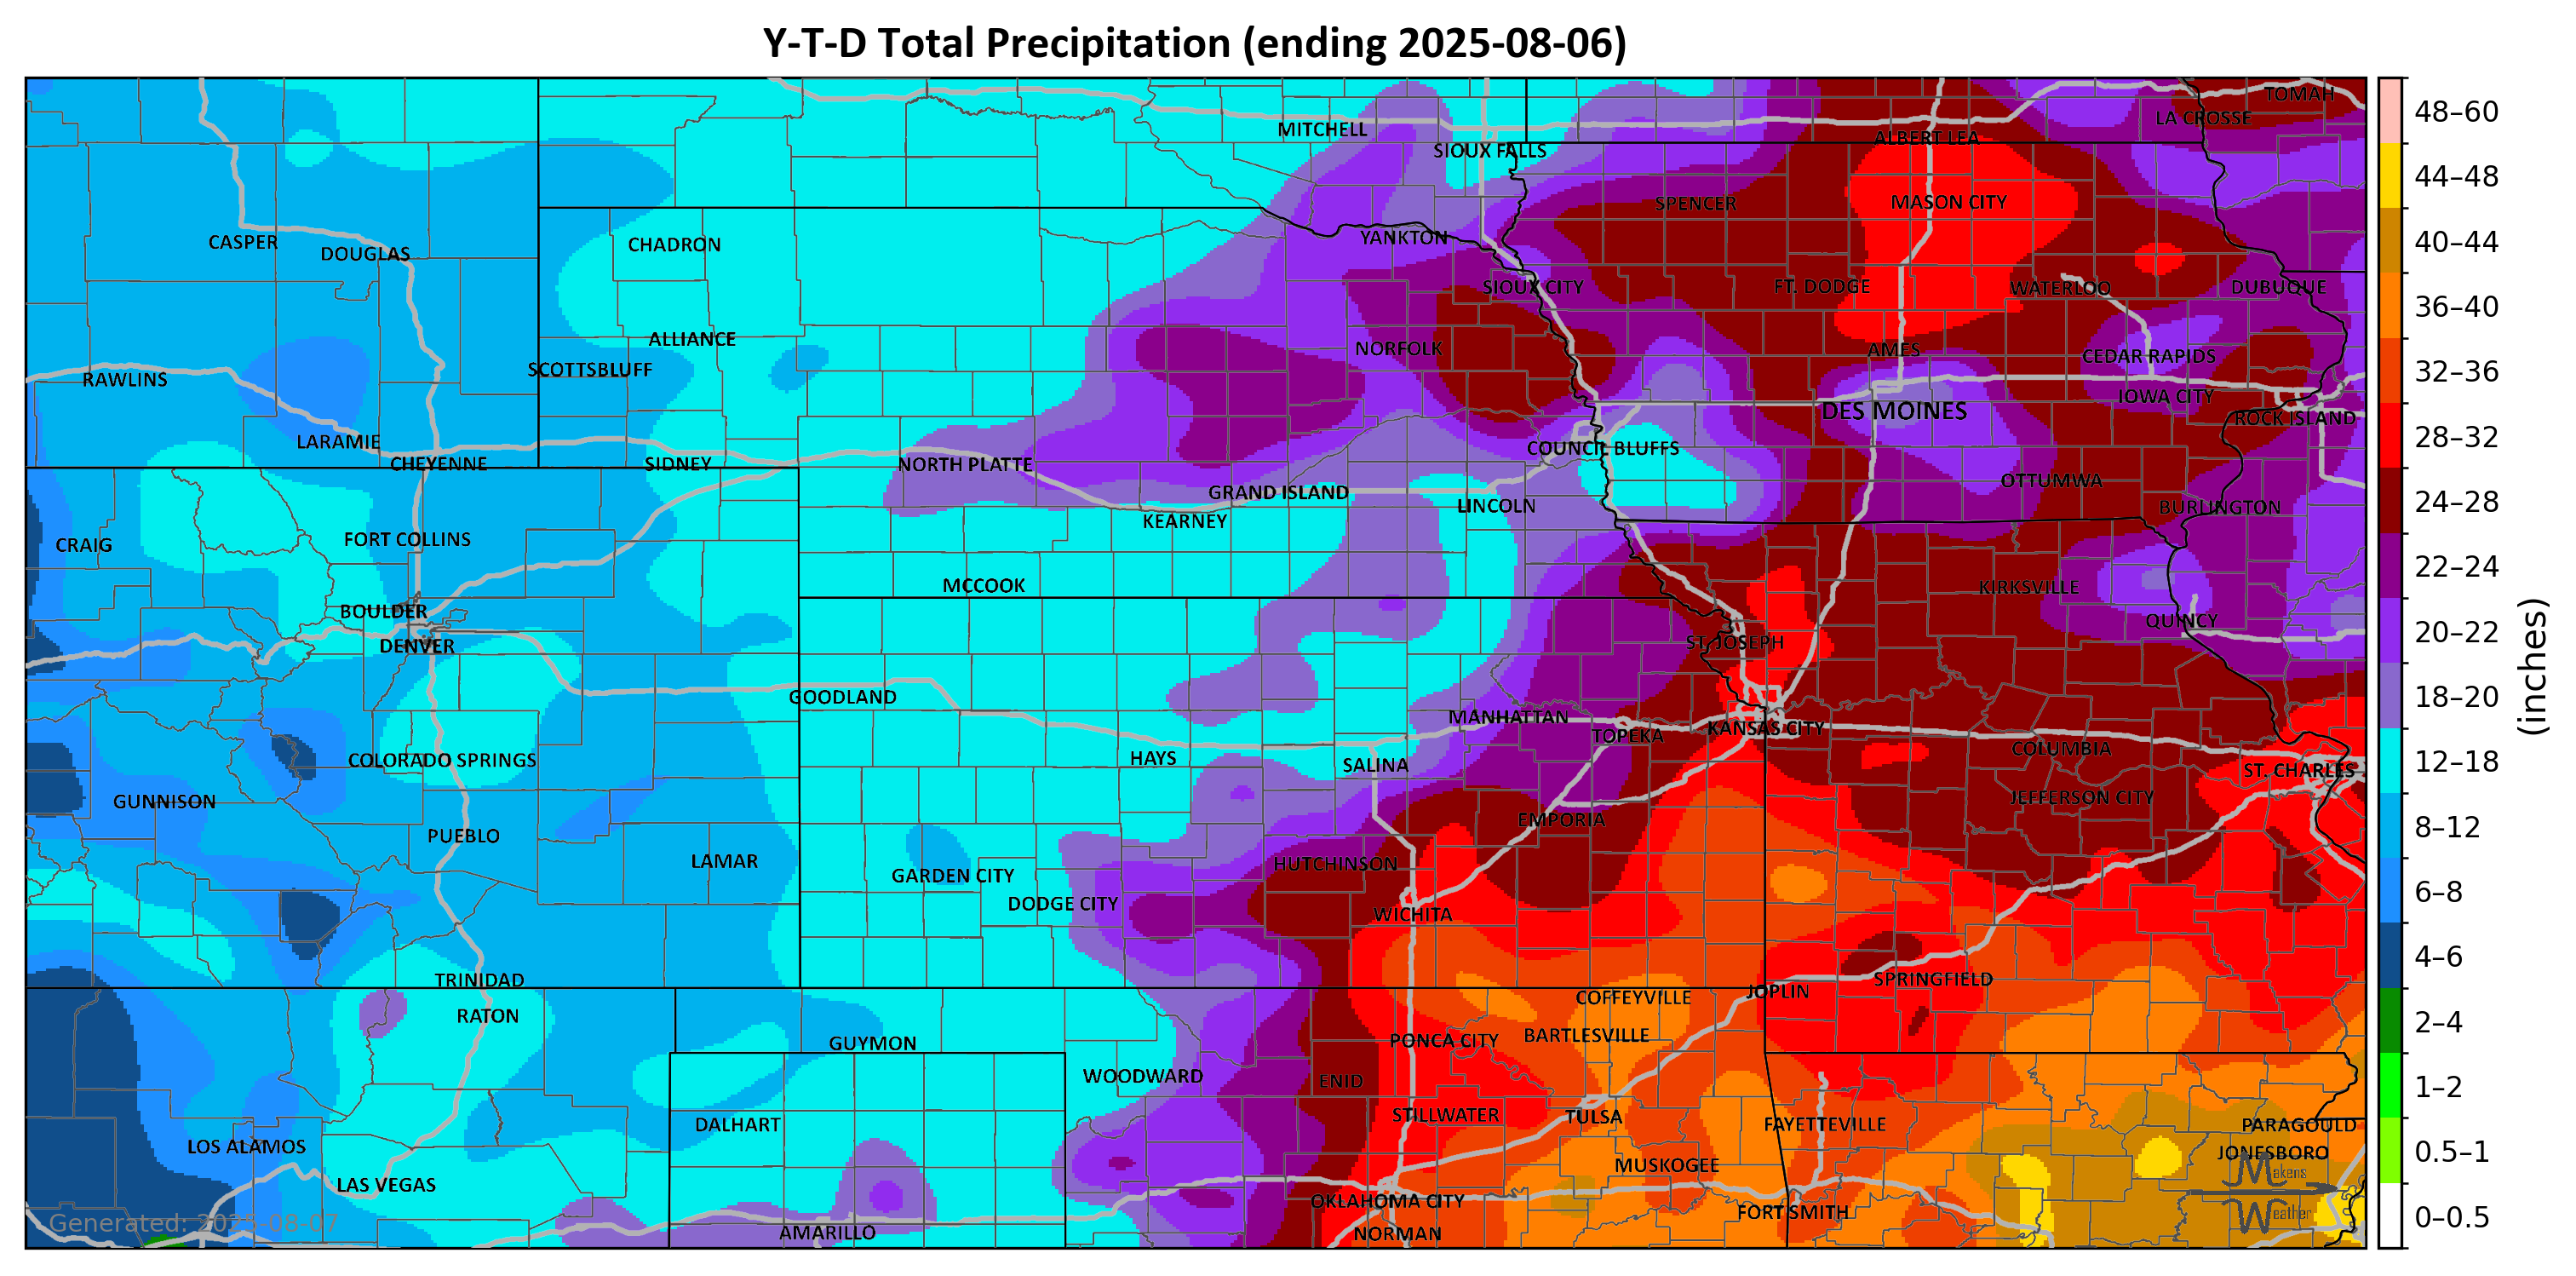 Y-T-D Total Precipitation (ending 2025-08-06)
TOMAH
LA CROSSE
MITCHELL
ALBERT LEA
SIOUX FALLS
SPENCER
MASON CITY
YANKTON
CASPER
CHADRON
DOUGLAS
SIOUX CITY
FT. DODGE
WATERLOO
DUBUQUE
ALLIANCE
NORFOLK
AMES
CEDAR RAPIDS
SCOTTSBLUFF
RAWLINS
IOWA CITY
DES MOINES
ROCK ISLAND
LARAMIE
COUNCIL BLUFFS
CHEYENNE
SIDNEY
NORTH PLATTE
OTTUMWA
GRAND ISLAND
LINCOLN
BURLINGTON
KEARNEY
FORT COLLINS
CRAIG
MCCOOK
KIRKSVILLE
BOULDER
QUINCY
DENVER
ST. JOSEPH
GOODLAND
MANHATTAN
KANSAS CITY
TOPEKA
COLUMBIA
COLORADO SPRINGS
HAYS
SALINA
ST. CHARLES
GUNNISON
JEFFERSON CITY
EMPORIA
PUEBLO
LAMAR
HUTCHINSON
GARDEN CITY
DODGE CITY
WICHITA
TRINIDAD
SPRINGFIELD
JOPLIN
COFFEYVILLE
RATON
BARTLESVILLE
GUYMON
PONCA CITY
WOODWARD
ENID
STILLWATER
TULSA
DALHART
FAYETTEVILLE
PARAGOULD
LOS ALAMOS
JONESBORO
MUSKOGEE
LAS VEGAS
OKLAHOMA CITY
FORT SMITH
AMARILLO
NORMAN
Generated: 2025-08-07
Makens
Weather
48–60
44–48
40–44
36–40
32–36
28–32
24–28
22–24
20–22
18–20
12–18
8–12
6–8
4–6
2–4
1–2
0.5–1
0–0.5
(inches)